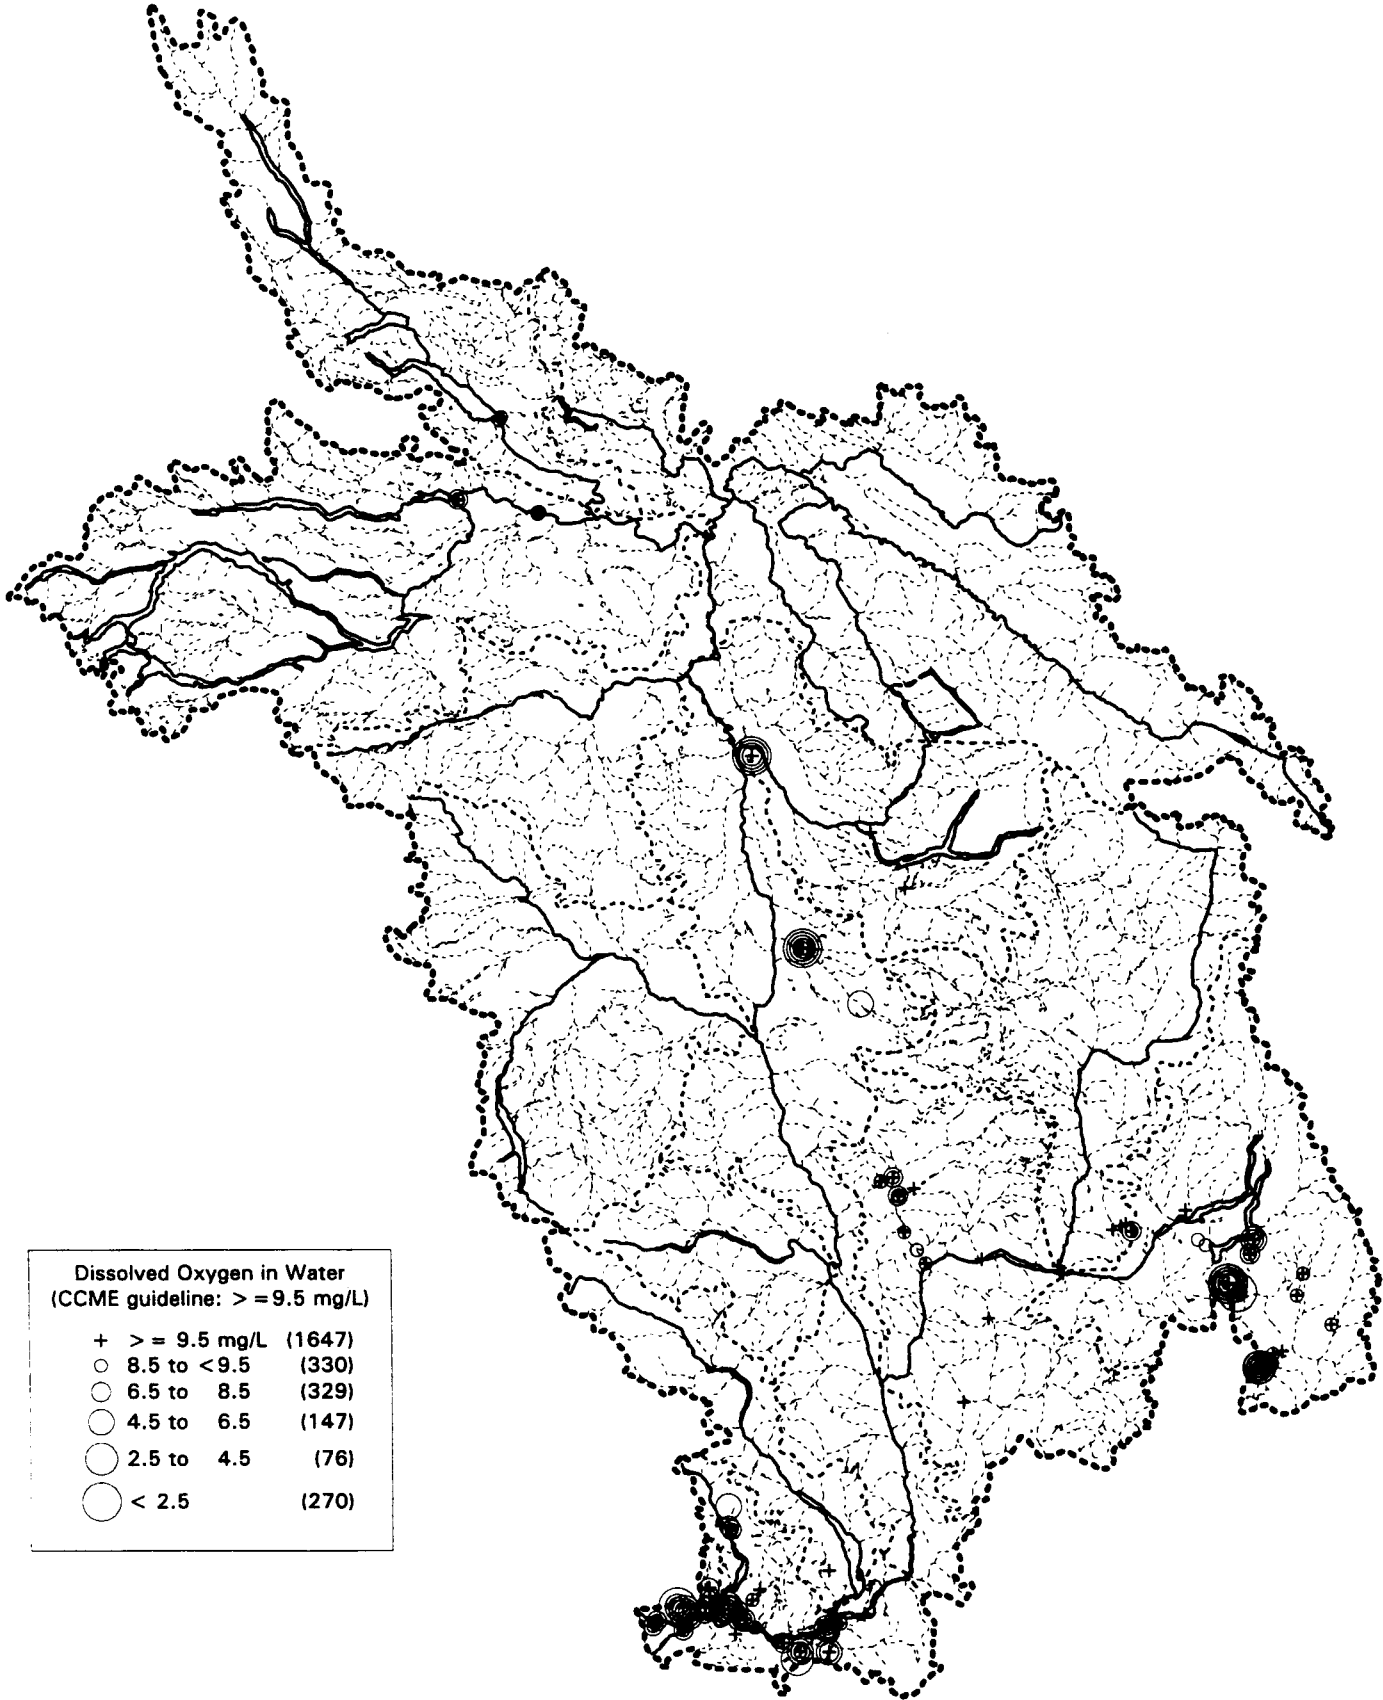 Dissolved Oxygen in Water
(CCME guideline: > =9.5 mg/L)
+ > = 9.5 mg/L (1647)
8.5 to <9.5 (330)
6.5 to 8.5 (329)
4.5 to 6.5 (147)
2.5 to 4.5 (76)
< 2.5 (270)